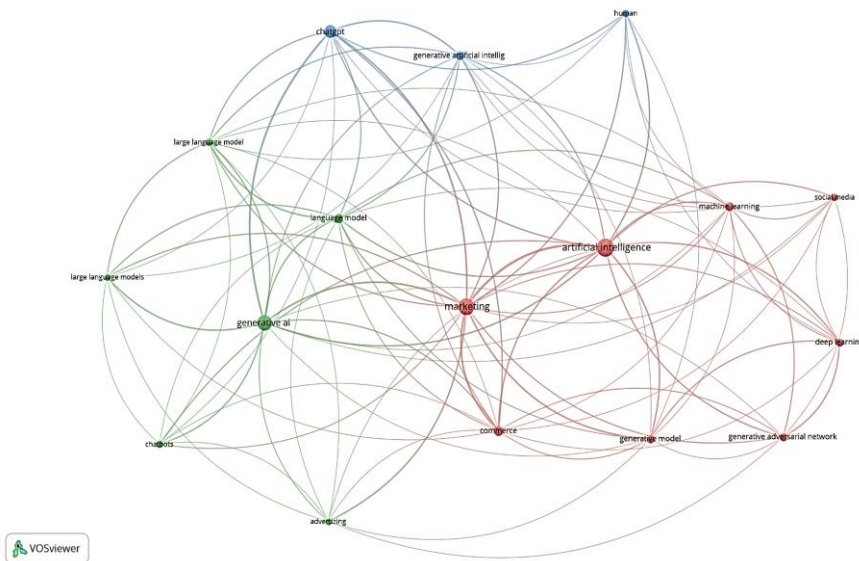 human
chatgpt
generative artificial intellig
large language model
social media
machine learning
language model
artificial intelligence
large language models
marketing
generative ai
deep learnin
commerce
generative model
generative adversarial network
chatbots
advertizing
VOSviewer